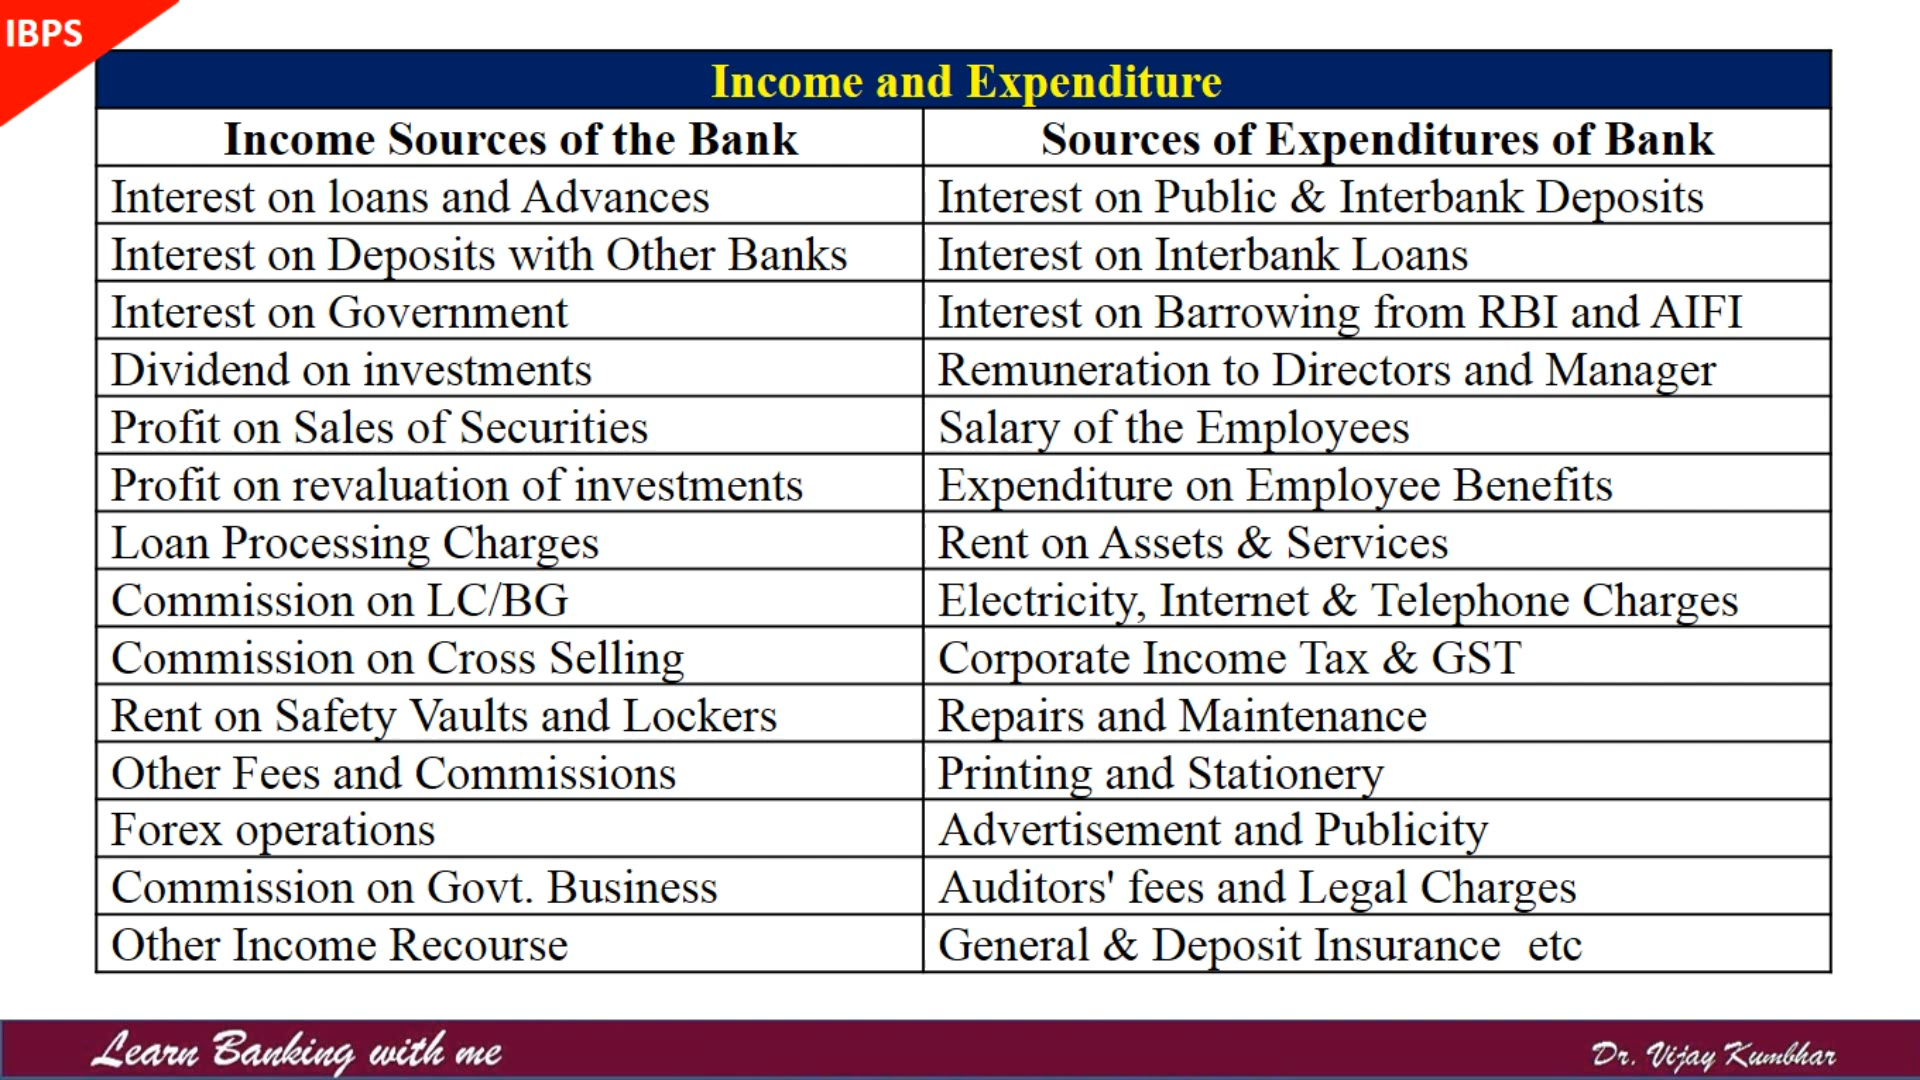 IBPS
Income and Expenditure
Income Sources of the Bank
Sources of Expenditures of Bank
Interest on loans and Advances
Interest on Public & Interbank Deposits
Interest on Deposits with Other Banks
Interest on Interbank Loans
Interest on Government
Interest on Barrowing from RBI and AIFI
Dividend on investments
Remuneration to Directors and Manager
Profit on Sales of Securities
Salary of the Employees
Profit on revaluation of investments
Expenditure on Employee Benefits
Loan Processing Charges
Rent on Assets & Services
Commission on LC/BG
Electricity, Internet & Telephone Charges
Commission on Cross Selling
Corporate Income Tax & GST
Rent on Safety Vaults and Lockers
Repairs and Maintenance
Other Fees and Commissions
Printing and Stationery
Forex operations
Advertisement and Publicity
Commission on Govt. Business
Auditors' fees and Legal Charges
Other Income Recourse
General & Deposit Insurance etc
Learn Banking with me
Dr. Vijay Kumbhar